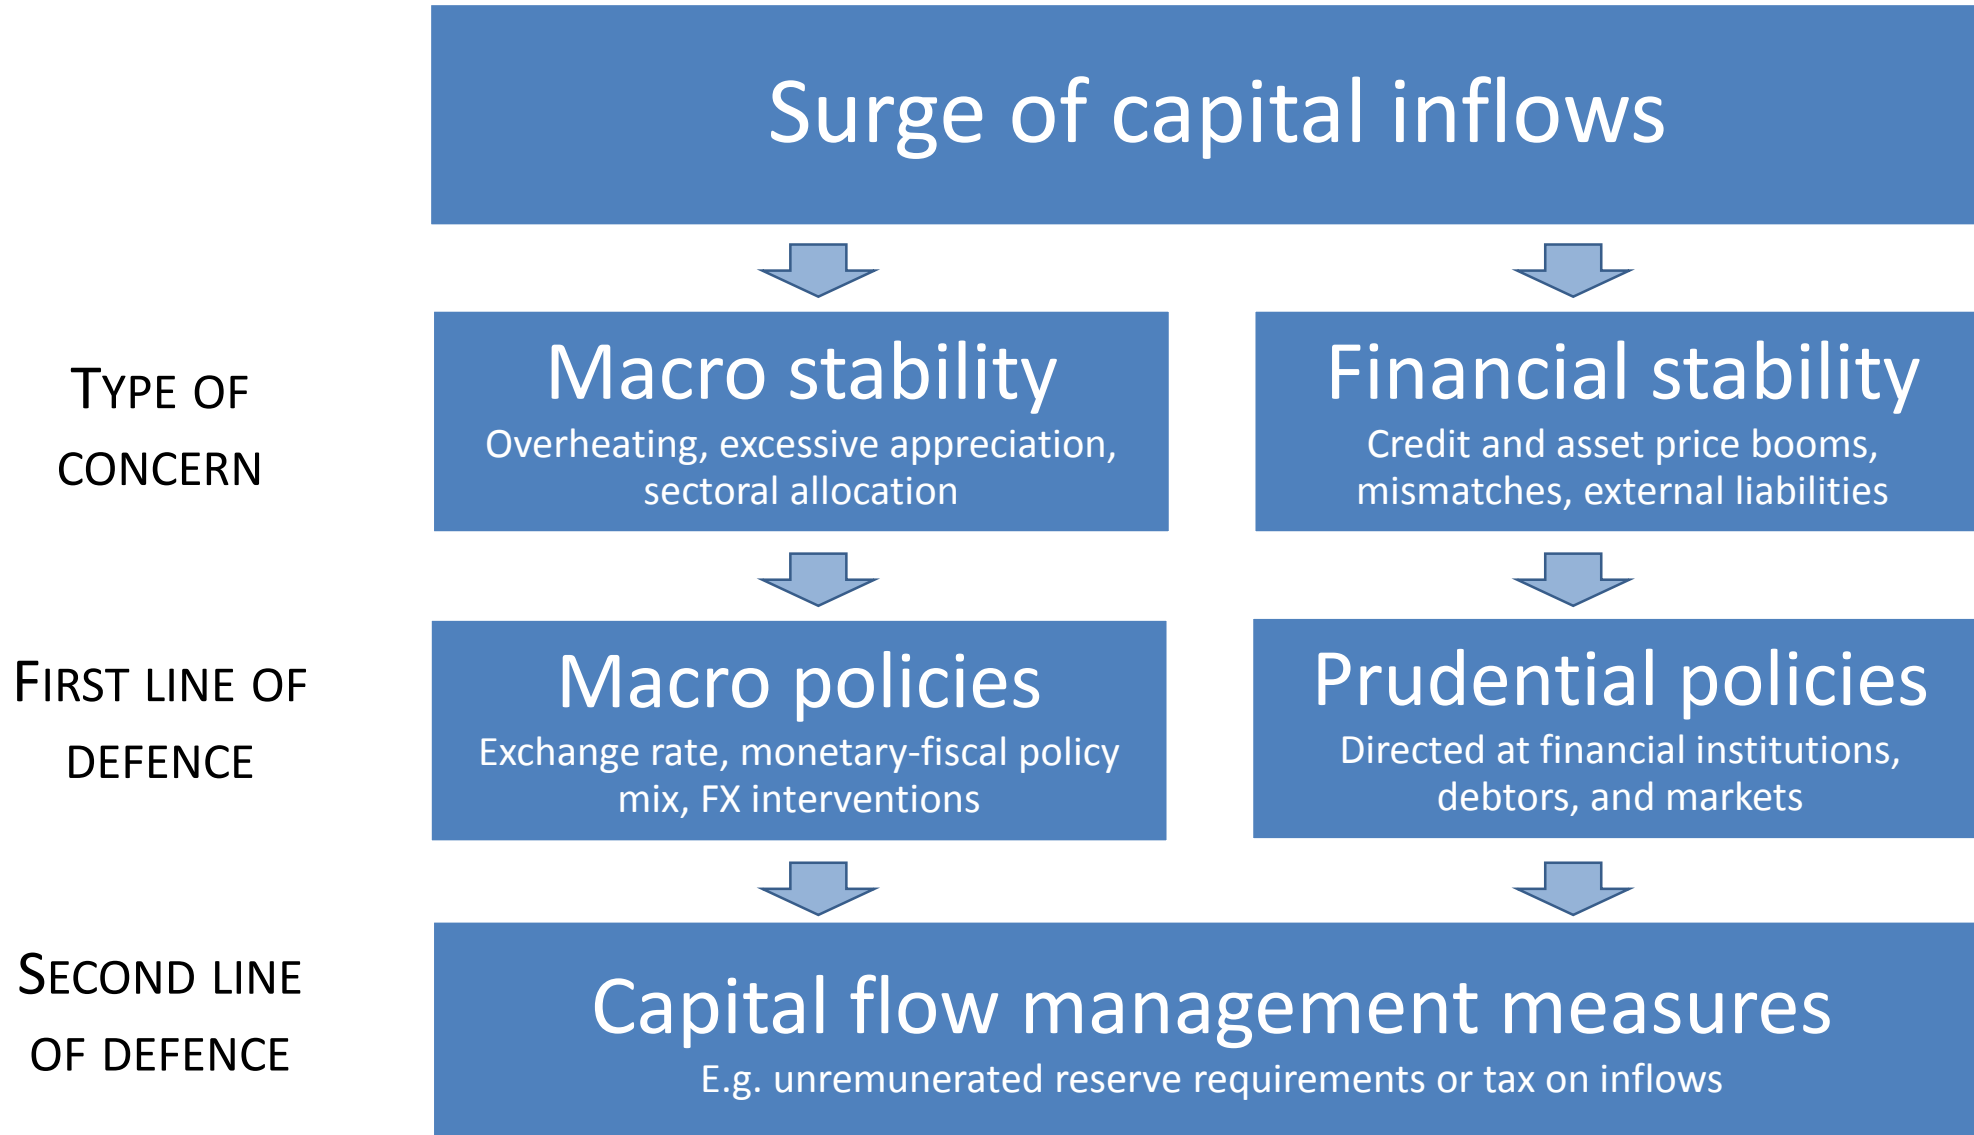 Surge of capital inflows
TYPE OF
CONCERN
Macro stability
Overheating, excessive appreciation,
sectoral allocation
Financial stability
Credit and asset price booms,
mismatches, external liabilities
FIRST LINE OF
DEFENCE
Macro policies
Exchange rate, monetary-fiscal policy
mix, FX interventions
Prudential policies
Directed at financial institutions,
debtors, and markets
SECOND LINE
OF DEFENCE
Capital flow management measures
E.g. unremunerated reserve requirements or tax on inflows